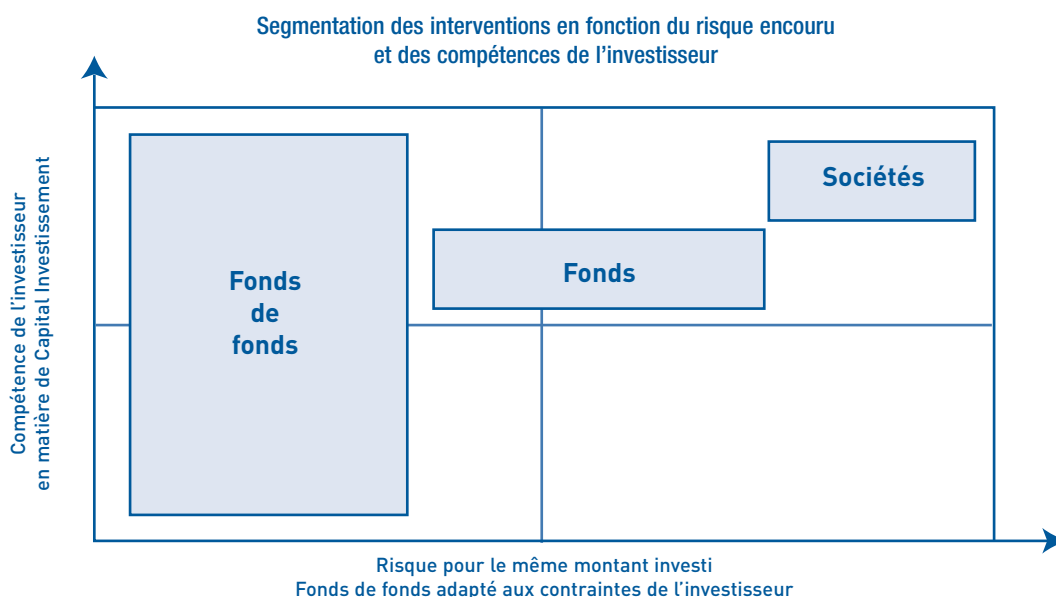 Segmentation des interventions en fonction du risque encouru
et des compétences de l’investisseur
Compétence de l’investisseur
en matière de Capital Investissement
Fonds
de
fonds
Fonds
Sociétés
Risque pour le même montant investi
Fonds de fonds adapté aux contraintes de l’investisseur